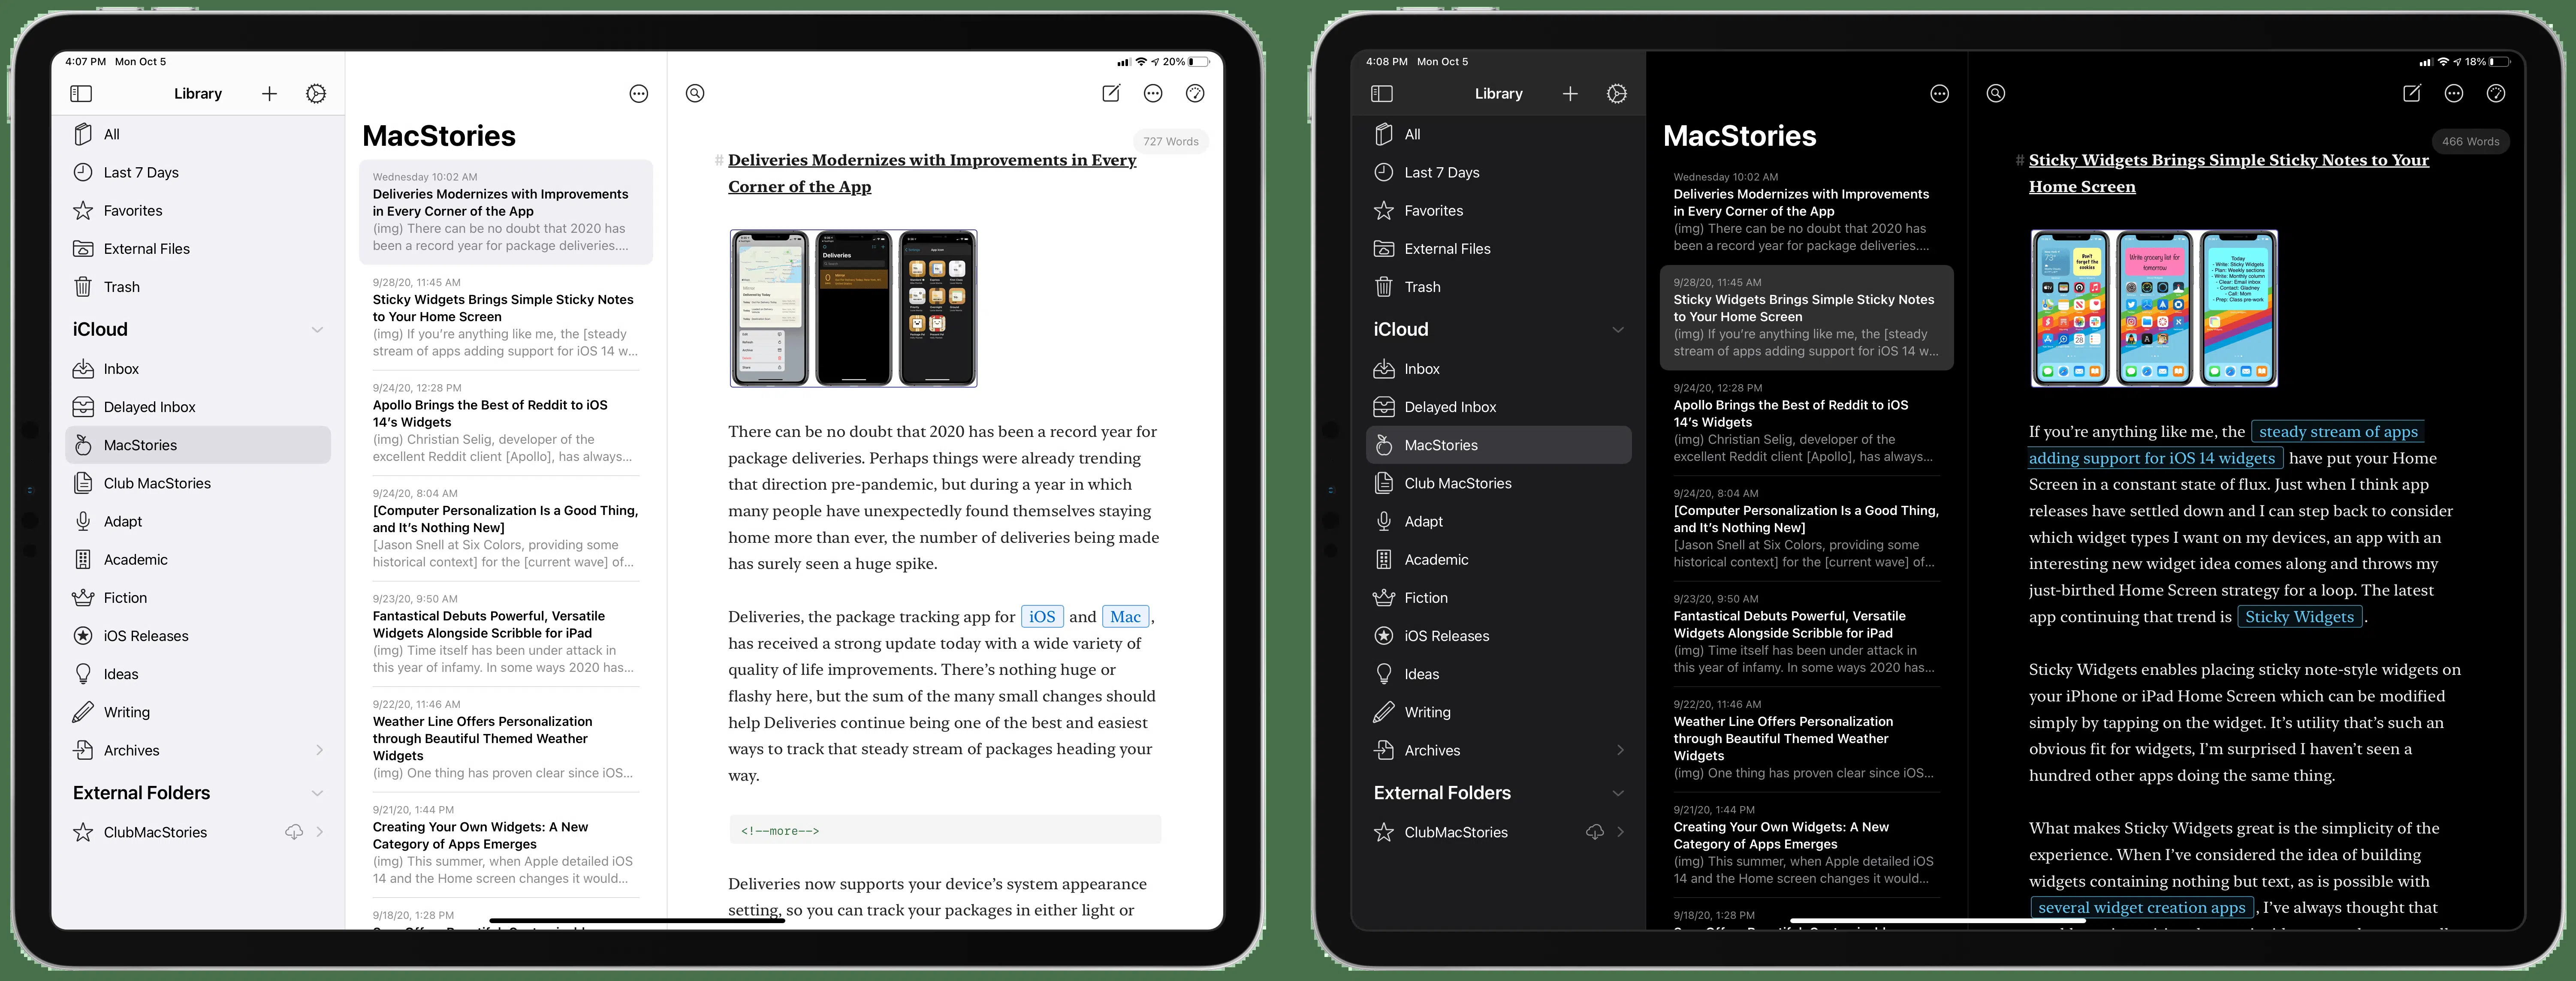 4:07 PM Mon Oct 5
20%
Library
All
Last 7 Days
Favorites
External Files
Trash
iCloud
Inbox
Delayed Inbox
MacStories
Club MacStories
Adapt
Academic
Fiction
iOS Releases
Ideas
Writing
Archives
External Folders
ClubMacStories
MacStories
Wednesday 10:02 AM
Deliveries Modernizes with Improvements
in Every Corner of the App
(img) There can be no doubt that 2020 has
been a record year for package deliveries....
9/28/20, 11:45 AM
Sticky Widgets Brings Simple Sticky Notes
to Your Home Screen
(img) If you’re anything like me, the [steady
stream of apps adding support for iOS 14 w...
9/24/20, 12:28 PM
Apollo Brings the Best of Reddit to iOS
14’s Widgets
(img) Christian Selig, developer of the
excellent Reddit client [Apollo], has always...
9/24/20, 8:04 AM
[Computer Personalization Is a Good Thing,
and It’s Nothing New]
[Jason Snell at Six Colors, providing some
historical context] for the [current wave] of...
9/23/20, 9:50 AM
Fantastical Debuts Powerful, Versatile
Widgets Alongside Scribble for iPad
(img) Time itself has been under attack in
this year of infamy. In some ways 2020 has...
9/22/20, 11:46 AM
Weather Line Offers Personalization
through Beautiful Themed Weather
Widgets
(img) One thing has proven clear since iOS...
9/21/20, 1:44 PM
Creating Your Own Widgets: A New
Category of Apps Emerges
(img) This summer, when Apple detailed iOS
14 and the Home screen changes it would...
9/18/20, 1:28 PM
727 Words
# Deliveries Modernizes with Improvements in Every
Corner of the App
Deliveries
There can be no doubt that 2020 has been a record year for
package deliveries. Perhaps things were already trending
that direction pre-pandemic, but during a year in which
many people have unexpectedly found themselves staying
home more than ever, the number of deliveries being made
has surely seen a huge spike.
Deliveries, the package tracking app for iOS and Mac,
has received a strong update today with a wide variety of
quality of life improvements. There’s nothing huge or
flashy here, but the sum of the many small changes should
help Deliveries continue being one of the best and easiest
ways to track that steady stream of packages heading your
way.
<!--more-->
Deliveries now supports your device’s system appearance
setting, so you can track your packages in either light or
4:08 PM Mon Oct 5
18%
Library
All
Last 7 Days
Favorites
External Files
Trash
iCloud
Inbox
Delayed Inbox
MacStories
Club MacStories
Adapt
Academic
Fiction
iOS Releases
Ideas
Writing
Archives
External Folders
ClubMacStories
MacStories
Wednesday 10:02 AM
Deliveries Modernizes with Improvements
in Every Corner of the App
(img) There can be no doubt that 2020 has
been a record year for package deliveries....
9/28/20, 11:45 AM
Sticky Widgets Brings Simple Sticky Notes
to Your Home Screen
(img) If you’re anything like me, the [steady
stream of apps adding support for iOS 14 w...
9/24/20, 12:28 PM
Apollo Brings the Best of Reddit to iOS
14’s Widgets
(img) Christian Selig, developer of the
excellent Reddit client [Apollo], has always...
9/24/20, 8:04 AM
[Computer Personalization Is a Good Thing,
and It’s Nothing New]
[Jason Snell at Six Colors, providing some
historical context] for the [current wave] of...
9/23/20, 9:50 AM
Fantastical Debuts Powerful, Versatile
Widgets Alongside Scribble for iPad
(img) Time itself has been under attack in
this year of infamy. In some ways 2020 has...
9/22/20, 11:46 AM
Weather Line Offers Personalization
through Beautiful Themed Weather
Widgets
(img) One thing has proven clear since iOS...
9/21/20, 1:44 PM
Creating Your Own Widgets: A New
Category of Apps Emerges
(img) This summer, when Apple detailed iOS
14 and the Home screen changes it would...
9/18/20, 1:28 PM
466 Words
# Sticky Widgets Brings Simple Sticky Notes to Your
Home Screen
Don't
forget the
cookies
Write grocery list for
tomorrow
Today
- Write: Sticky Widgets
- Plan: Weekly sections
- Write: Monthly column
- Clear: Email inbox
- Contact: Gladney
- Call: Mom
- Prep: Class pre-work
If you’re anything like me, the steady stream of apps
adding support for iOS 14 widgets have put your Home
Screen in a constant state of flux. Just when I think app
releases have settled down and I can step back to consider
which widget types I want on my devices, an app with an
interesting new widget idea comes along and throws my
just-birthed Home Screen strategy for a loop. The latest
app continuing that trend is Sticky Widgets.
Sticky Widgets enables placing sticky note-style widgets on
your iPhone or iPad Home Screen which can be modified
simply by tapping on the widget. It’s utility that’s such an
obvious fit for widgets, I’m surprised I haven’t seen a
hundred other apps doing the same thing.
What makes Sticky Widgets great is the simplicity of the
experience. When I’ve considered the idea of building
widgets containing nothing but text, as is possible with
several widget creation apps, I’ve always thought that